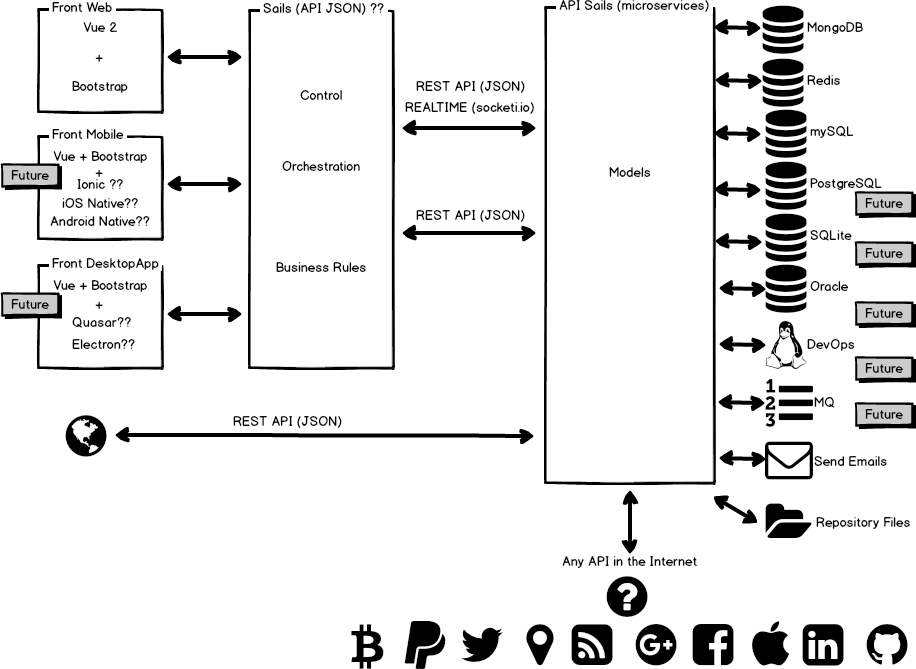 Front Web
Vue 2
+
Bootstrap
Front Mobile
Vue + Bootstrap
+
Ionic ??
iOS Native??
Android Native??
Future
Front DesktopApp
Vue + Bootstrap
+
Quasar??
Electron??
Future
Sails (API JSON) ??
Control
Orchestration
Business Rules
REST API (JSON)
REALTIME (socketi.io)
REST API (JSON)
REST API (JSON)
API Sails (microservices)
Models
MongoDB
Redis
mySQL
PostgreSQL
Future
SQLite
Future
Oracle
Future
DevOps
Future
1
2
3
MQ
Future
Send Emails
Repository Files
Any API in the Internet
?